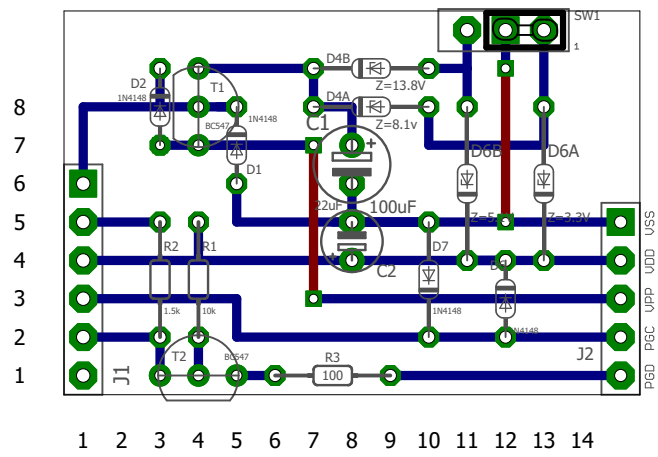 SW1
1
D4B
Z=13.8V
D2
1N4148
T1
D4A
Z=8.1v
8
BC547
1N4148
C1
7
D6B
D6A
D1
6
22uF
100uF
5
Z=5
Z=3.3V
VSS
R2
R1
D7
4
C2
VDD
3
1.5k
10k
1N4148
VPP
2
T2
BC547
N4148
J2
PGC
1
J1
R3
100
PGD
1 2 3 4 5 6 7 8 9 10 11 12 13 14